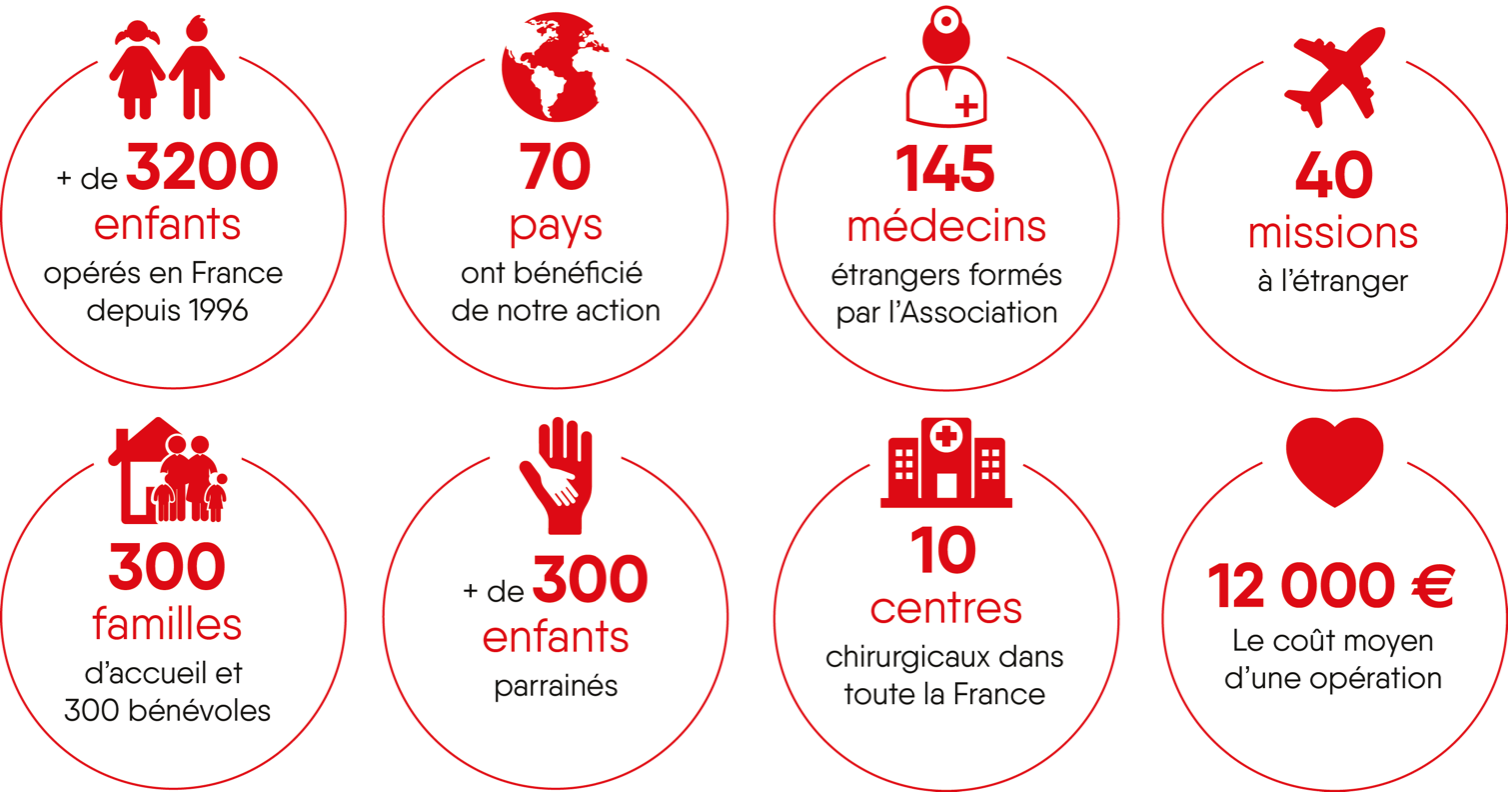 + de 3200
enfants
opérés en France
depuis 1996
70
pays
ont bénéficié
de notre action
145
médecins
étrangers formés
par l'Association
40
missions
à l'étranger
300
familles
d'accueil et
300 bénévoles
+ de 300
enfants
parrainés
10
centres
chirurgicaux dans
toute la France
12 000 €
Le coût moyen
d'une opération